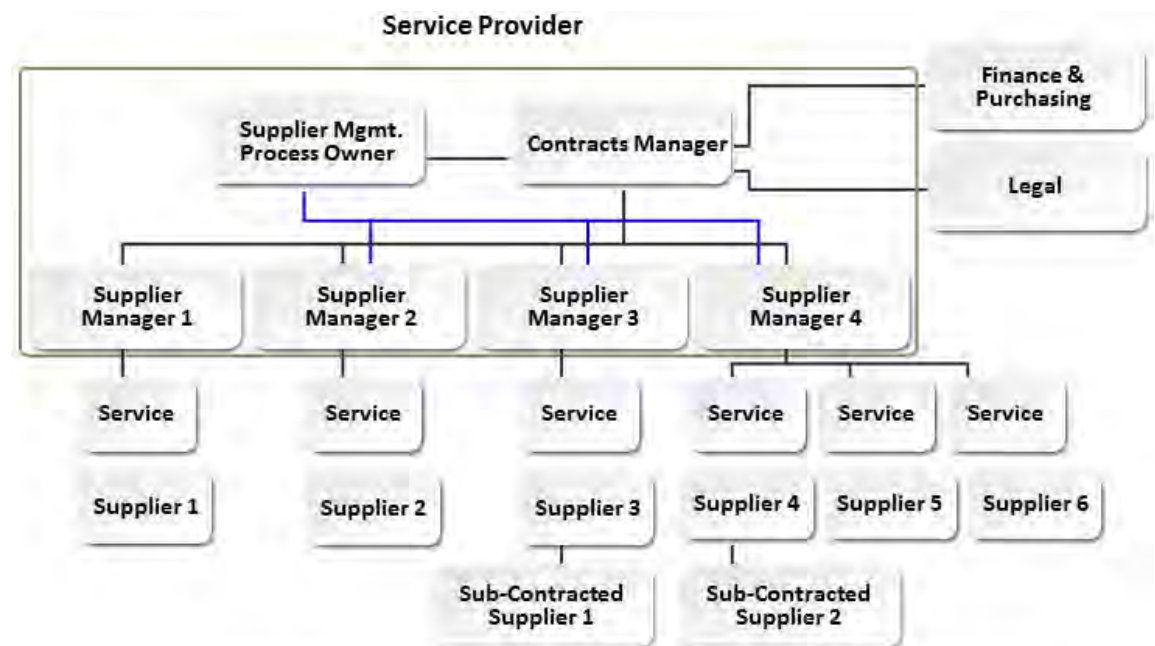 Service Provider
Finance &
Purchasing
Supplier Mgmt.
Process Owner
Contracts Manager
Legal
Supplier
Manager 1
Supplier
Manager 2
Supplier
Manager 3
Supplier
Manager 4
Service
Service
Service
Service
Service
Service
Supplier 1
Supplier 2
Supplier 3
Supplier 4
Supplier 5
Supplier 6
Sub-Contracted
Supplier 1
Sub-Contracted
Supplier 2